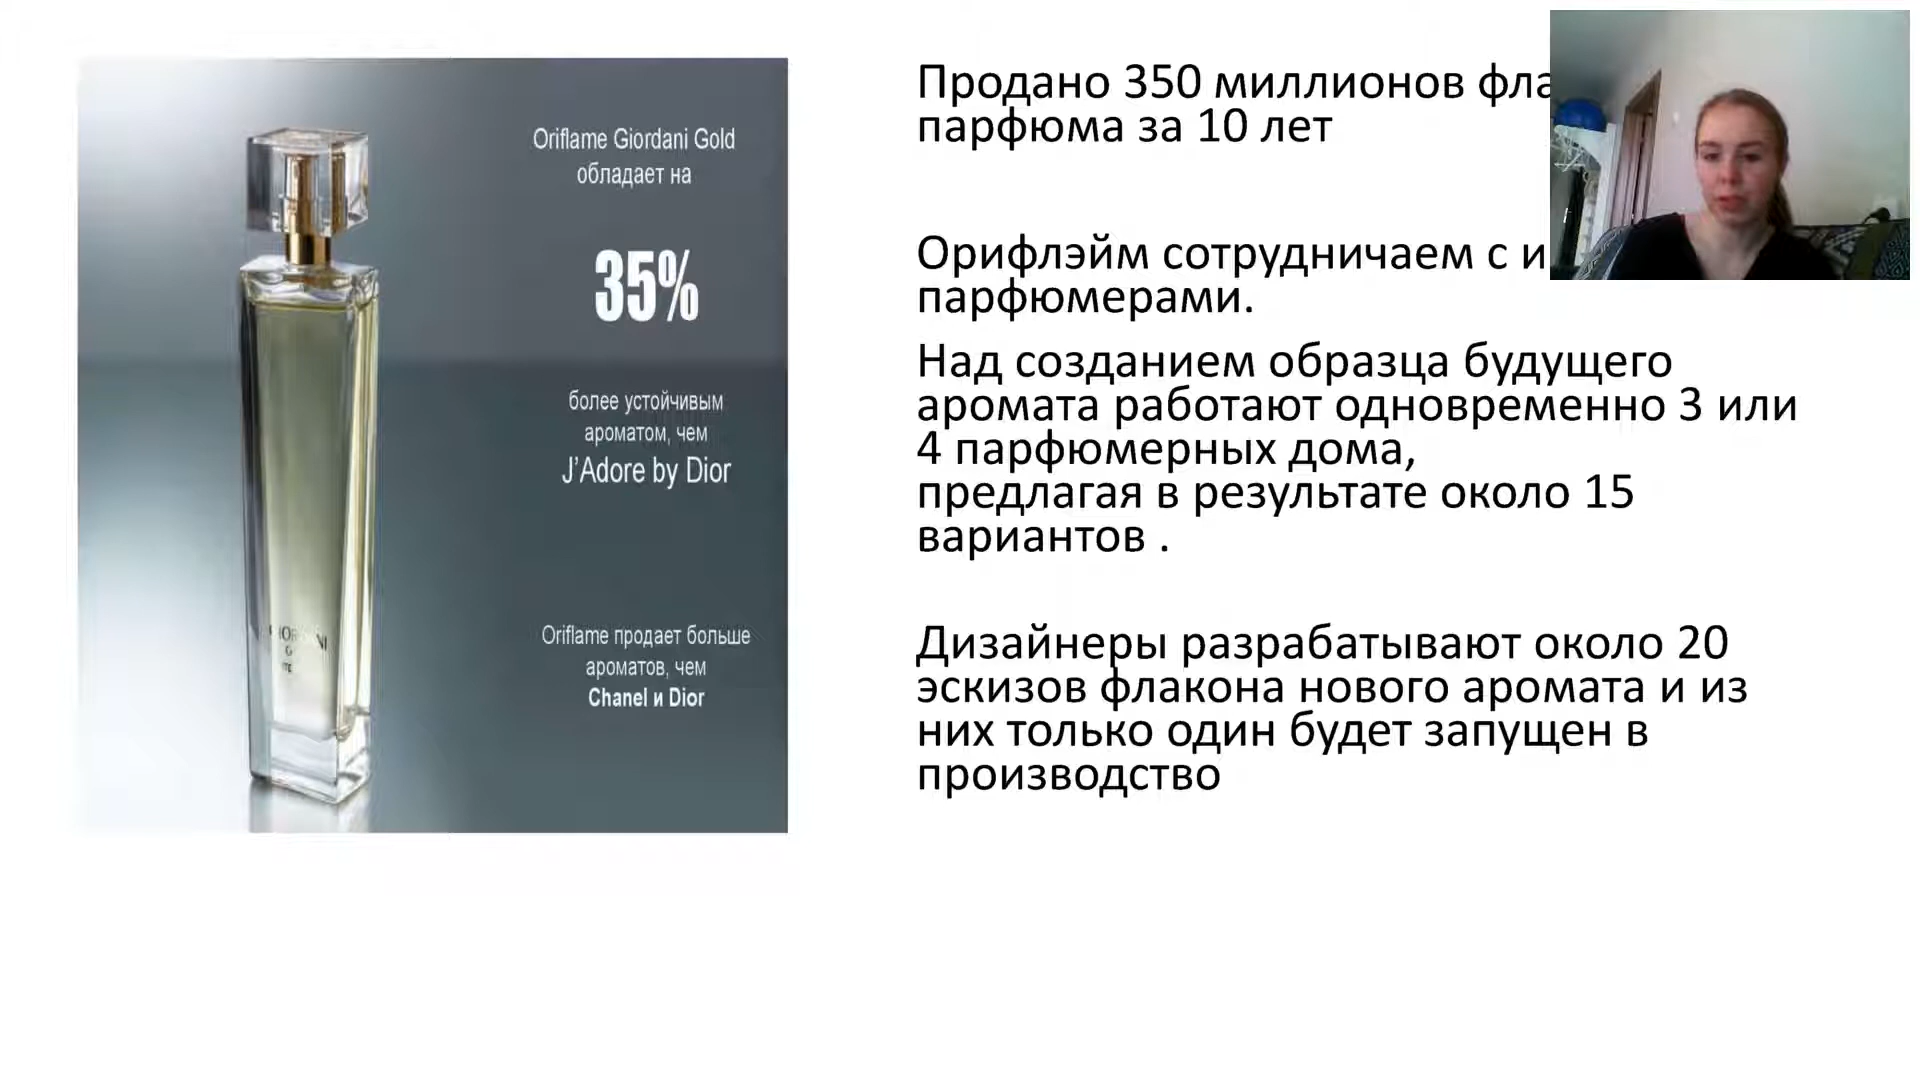 Oriflame Giordani Gold
обладает на
35%
более устойчивым
ароматом, чем
J’Adore by Dior
Oriflame продает больше
ароматов, чем
Chanel и Dior
Продано 350 миллионов
парфюма за 10 лет
Орифлэйм сотрудничаем с
парфюмерами.
Над созданием образца будущего
аромата работают одновременно 3 или
4 парфюмерных дома,
предлагая в результате около 15
вариантов .
Дизайнеры разрабатывают около 20
эскизов флакона нового аромата и из
них только один будет запущен в
производство